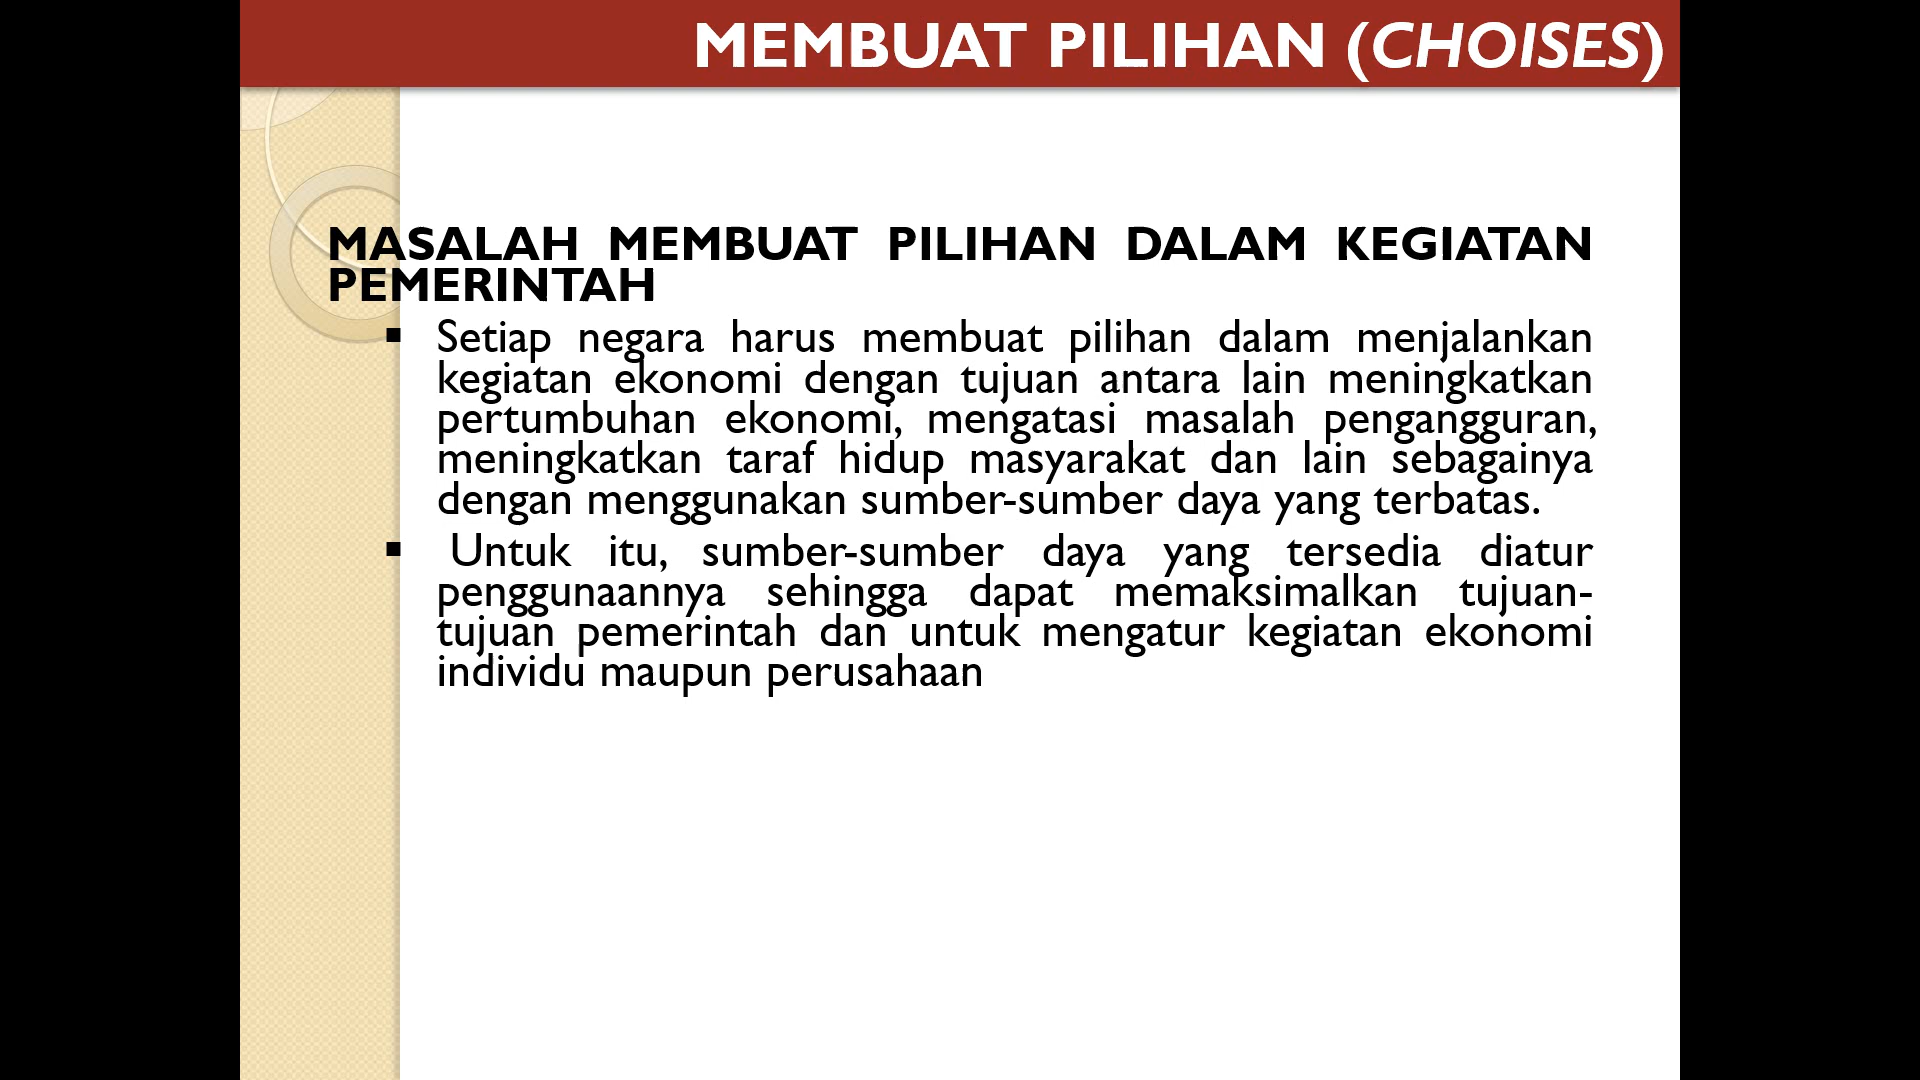 MEMBUAT PILIHAN (CHOISES)
MASALAH MEMBUAT PILIHAN DALAM KEGIATAN
PEMERINTAH
▪ Setiap negara harus membuat pilihan dalam menjalankan
kegiatan ekonomi dengan tujuan antara lain meningkatkan
pertumbuhan ekonomi, mengatasi masalah pengangguran,
meningkatkan taraf hidup masyarakat dan lain sebagainya
dengan menggunakan sumber-sumber daya yang terbatas.
▪ Untuk itu, sumber-sumber daya yang tersedia diatur
penggunaannya sehingga dapat memaksimalkan tujuan-
tujuan pemerintah dan untuk mengatur kegiatan ekonomi
individu maupun perusahaan